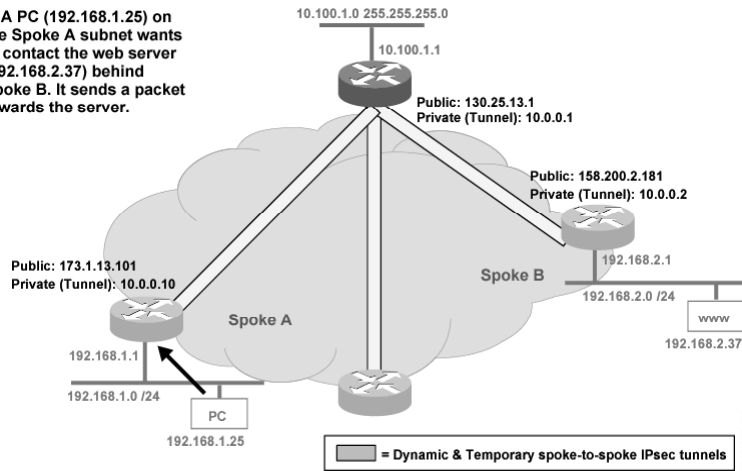 A PC (192.168.1.25) on
e Spoke A subnet wants
contact the web server
92.168.2.37) behind
poke B. It sends a packet
wards the server.
10.100.1.0 255.255.255.0
10.100.1.1
Public: 130.25.13.1
Private (Tunnel): 10.0.0.1
Public: 158.200.2.181
Private (Tunnel): 10.0.0.2
192.168.2.1
192.168.2.0 /24
www
192.168.2.37
Spoke B
Public: 173.1.13.101
Private (Tunnel): 10.0.0.10
Spoke A
192.168.1.1
192.168.1.0 /24
PC
192.168.1.25
= Dynamic & Temporary spoke-to-spoke IPsec tunnels